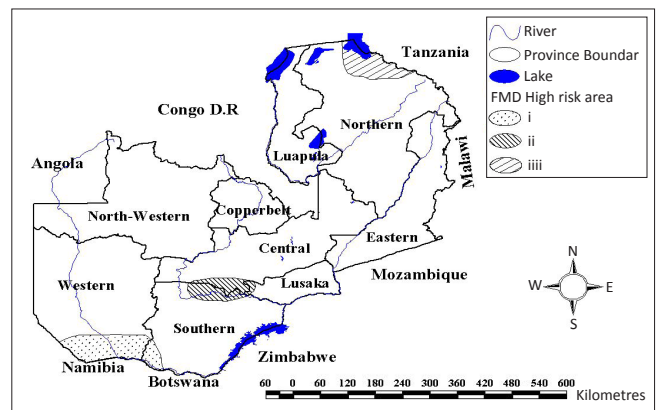 River
Province Boundar
Lake
FMD High risk area
i
ii
iiii
Tanzania
Congo D.R
Northern
Luapula
Malawi
Angola
North-Western
Copperbelt
Central
Eastern
Western
Lusaka
Mozambique
Southern
Zimbabwe
Namibia
Botswana
N
W
E
S
60 0 60 120 180 240 300 360 420 480 540 600 Kilometres